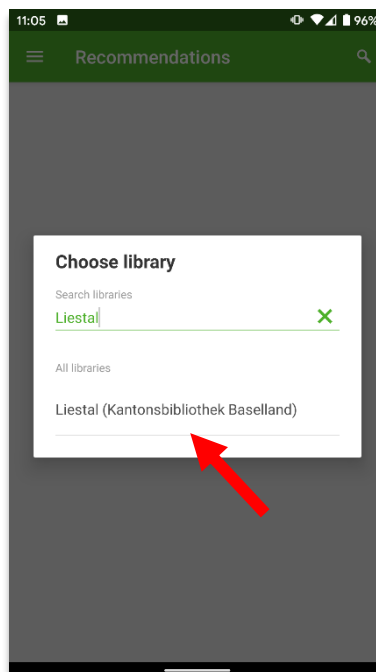 11:05 96%
Recommendations
Choose library
Search libraries
Liestal
All libraries
Liestal (Kantonsbibliothek Baselland)